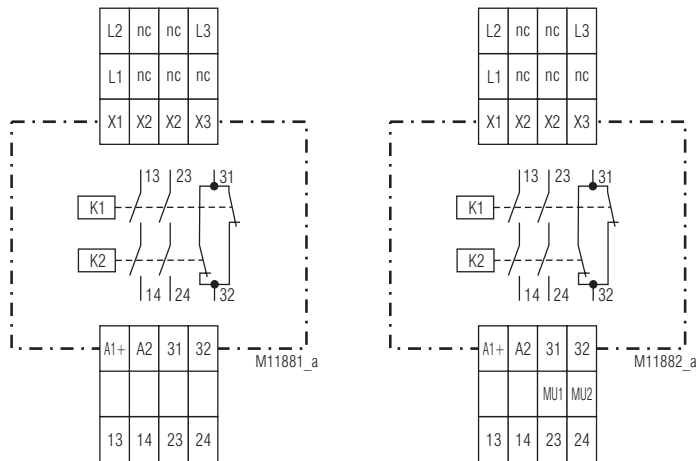 L2 nc nc L3
L1 nc nc nc
X1 X2 X2 X3
13 23 31
K1
K2
14 24 32
A1+ A2 31 32
M11881_a
13 14 23 24
L2 nc nc L3
L1 nc nc nc
X1 X2 X2 X3
13 23 31
K1
K2
14 24 32
A1+ A2 31 32
M11882_a
MU1 MU2
13 14 23 24